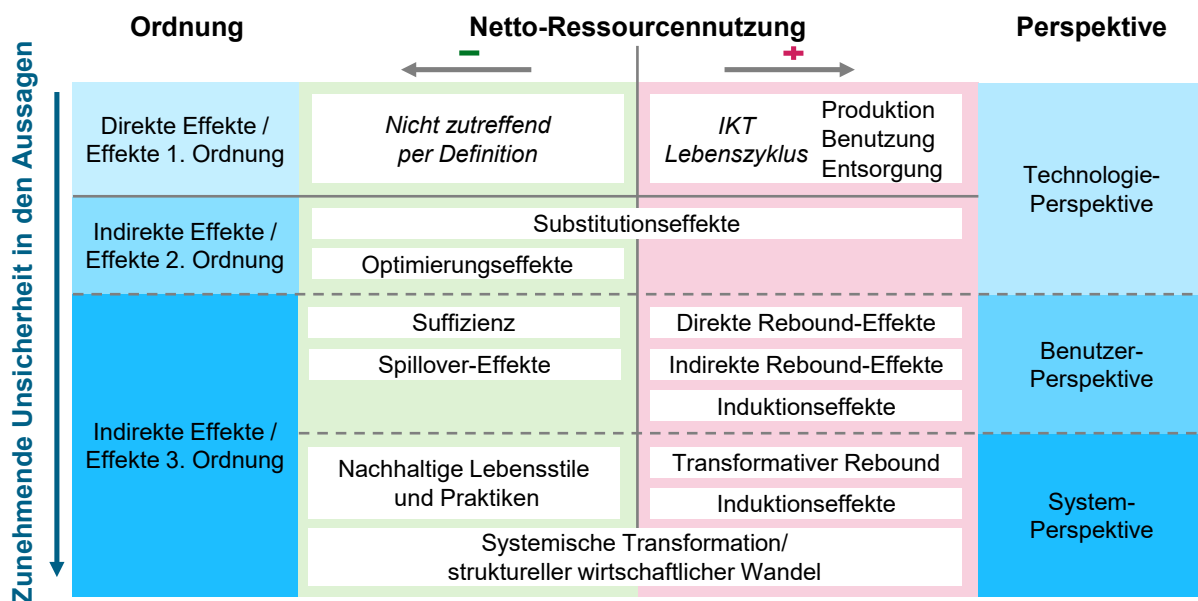 Ordnung
Netto-Ressourcennutzung
Perspektive
−
+
Zunehmende Unsicherheit in den Aussagen
Direkte Effekte /
Effekte 1. Ordnung
Nicht zutreffend
per Definition
IKT
Lebenszyklus
Produktion
Benutzung
Entsorgung
Technologie-
Perspektive
Indirekte Effekte /
Effekte 2. Ordnung
Substitutionseffekte
Optimierungseffekte
Indirekte Effekte /
Effekte 3. Ordnung
Suffizienz
Direkte Rebound-Effekte
Spillover-Effekte
Indirekte Rebound-Effekte
Induktionseffekte
Benutzer-
Perspektive
Nachhaltige Lebensstile
und Praktiken
Transformativer Rebound
Induktionseffekte
Systemische Transformation/
struktureller wirtschaftlicher Wandel
System-
Perspektive